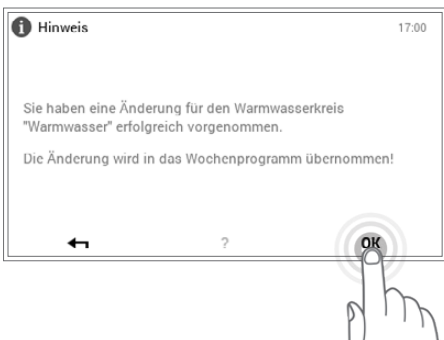 i Hinweis 17:00
Sie haben eine Änderung für den Warmwasserkreis
"Warmwasser" erfolgreich vorgenommen.
Die Änderung wird in das Wochenprogramm übernommen!
? OK